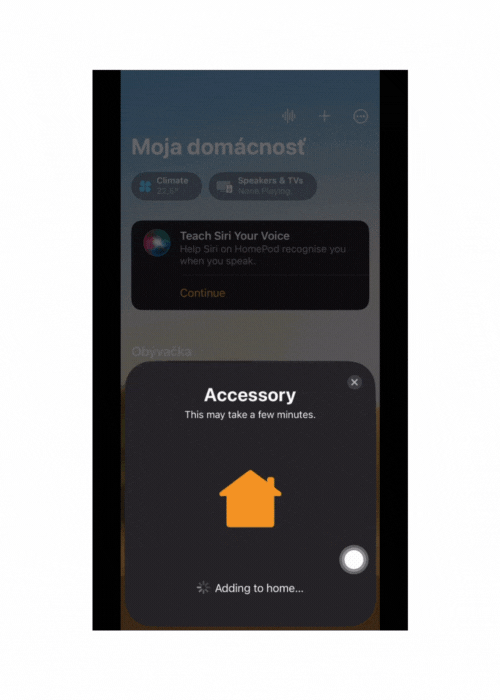 Moja domácnosť
Climate
22,5°
Speakers & TVs
None Playing
Teach Siri Your Voice
Help Siri on HomePod recognise you
when you speak.
Continue
Obývačka
Accessory
This may take a few minutes.
Adding to home...